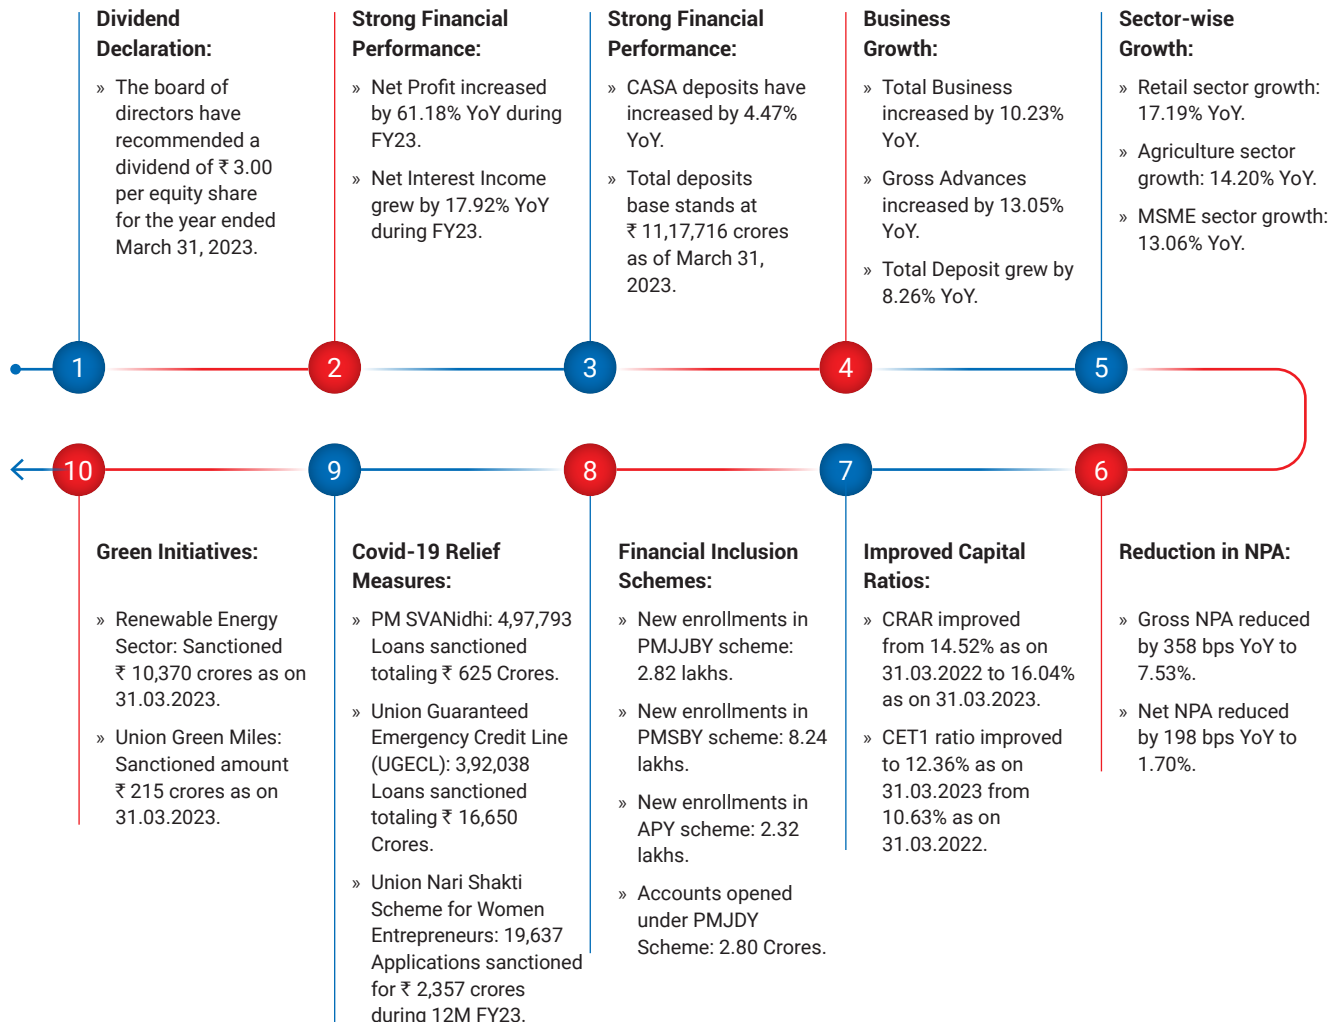 Dividend
Declaration:
» The board of
directors have
recommended a
dividend of ₹ 3.00
per equity share
for the year ended
March 31, 2023.
Strong Financial
Performance:
» Net Profit increased
by 61.18% YoY during
FY23.
» Net Interest Income
grew by 17.92% YoY
during FY23.
Strong Financial
Performance:
» CASA deposits have
increased by 4.47%
YoY.
» Total deposits
base stands at
₹ 11,17,716 crores
as of March 31,
2023.
Business
Growth:
» Total Business
increased by 10.23%
YoY.
» Gross Advances
increased by 13.05%
YoY.
» Total Deposit grew by
8.26% YoY.
Sector-wise
Growth:
» Retail sector growth:
17.19% YoY.
» Agriculture sector
growth: 14.20% YoY.
» MSME sector growth:
13.06% YoY.
1
2
3
4
5
10
9
8
7
6
Green Initiatives:
» Renewable Energy
Sector: Sanctioned
₹ 10,370 crores as on
31.03.2023.
» Union Green Miles:
Sanctioned amount
₹ 215 crores as on
31.03.2023.
Covid-19 Relief
Measures:
» PM SVANidhi: 4,97,793
Loans sanctioned
totaling ₹ 625 Crores.
» Union Guaranteed
Emergency Credit Line
(UGECL): 3,92,038
Loans sanctioned
totaling ₹ 16,650
Crores.
» Union Nari Shakti
Scheme for Women
Entrepreneurs: 19,637
Applications sanctioned
for ₹ 2,357 crores
during 12M FY23.
Financial Inclusion
Schemes:
» New enrollments in
PMJJBY scheme:
2.82 lakhs.
» New enrollments in
PMSBY scheme: 8.24
lakhs.
» New enrollments in
APY scheme: 2.32
lakhs.
» Accounts opened
under PMJDY
Scheme: 2.80 Crores.
Improved Capital
Ratios:
» CRAR improved
from 14.52% as on
31.03.2022 to 16.04%
as on 31.03.2023.
» CET1 ratio improved
to 12.36% as on
31.03.2023 from
10.63% as on
31.03.2022.
Reduction in NPA:
» Gross NPA reduced
by 358 bps YoY to
7.53%.
» Net NPA reduced
by 198 bps YoY to
1.70%.